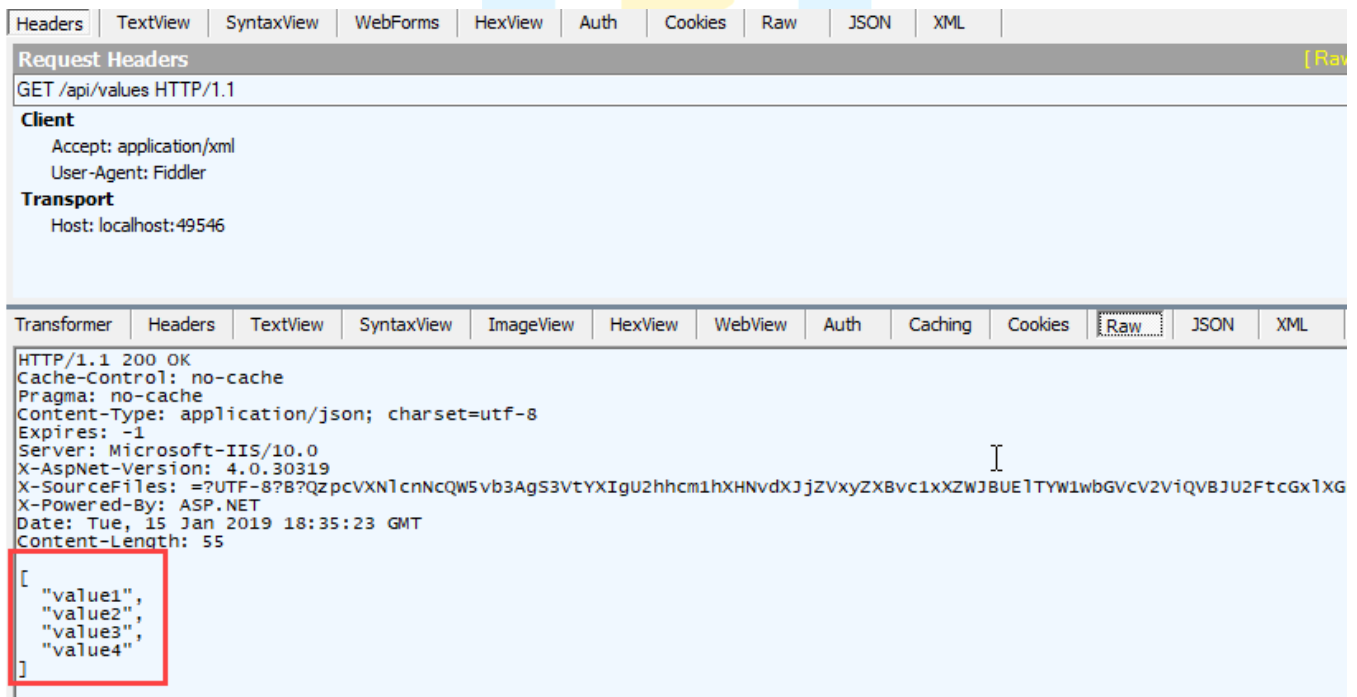 Headers TextView SyntaxView WebForms HexView Auth Cookies Raw JSON XML
Request Headers [ Raw
GET /api/values HTTP/1.1
Client
Accept: application/xml
User-Agent: Fiddler
Transport
Host: localhost:49546
Transformer Headers TextView SyntaxView ImageView HexView WebView Auth Caching Cookies Raw JSON XML
HTTP/1.1 200 OK
Cache-Control: no-cache
Pragma: no-cache
Content-Type: application/json; charset=utf-8
Expires: -1
Server: Microsoft-IIS/10.0
X-AspNet-Version: 4.0.30319
X-SourceFiles: =?UTF-8?B?QzpcVXNlcnNcQW5vb3AgS3VtYXIgU2hhcm1hXHNvdXJjZVxyZXBvc1xXZWJBUElTYW1wbGVcV2ViQVBJU2FtcGxlXG
X-Powered-By: ASP.NET
Date: Tue, 15 Jan 2019 18:35:23 GMT
Content-Length: 55
[
"value1",
"value2",
"value3",
"value4"
]